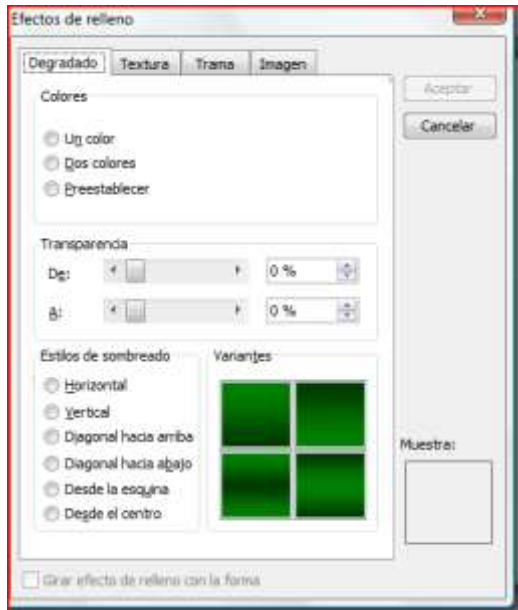 Efectos de relleno
Degradado Textura Trama Imagen
Colores
Un color
Dos colores
Preestablecer
Aceptar
Cancelar
Transparencia
De: 0 %
A: 0 %
Estilos de sombreado
Horizontal
Vertical
Diagonal hacia arriba
Diagonal hacia abajo
Desde la esquina
Desde el centro
Variantes
Muestra:
Girar efecto de relleno con la forma